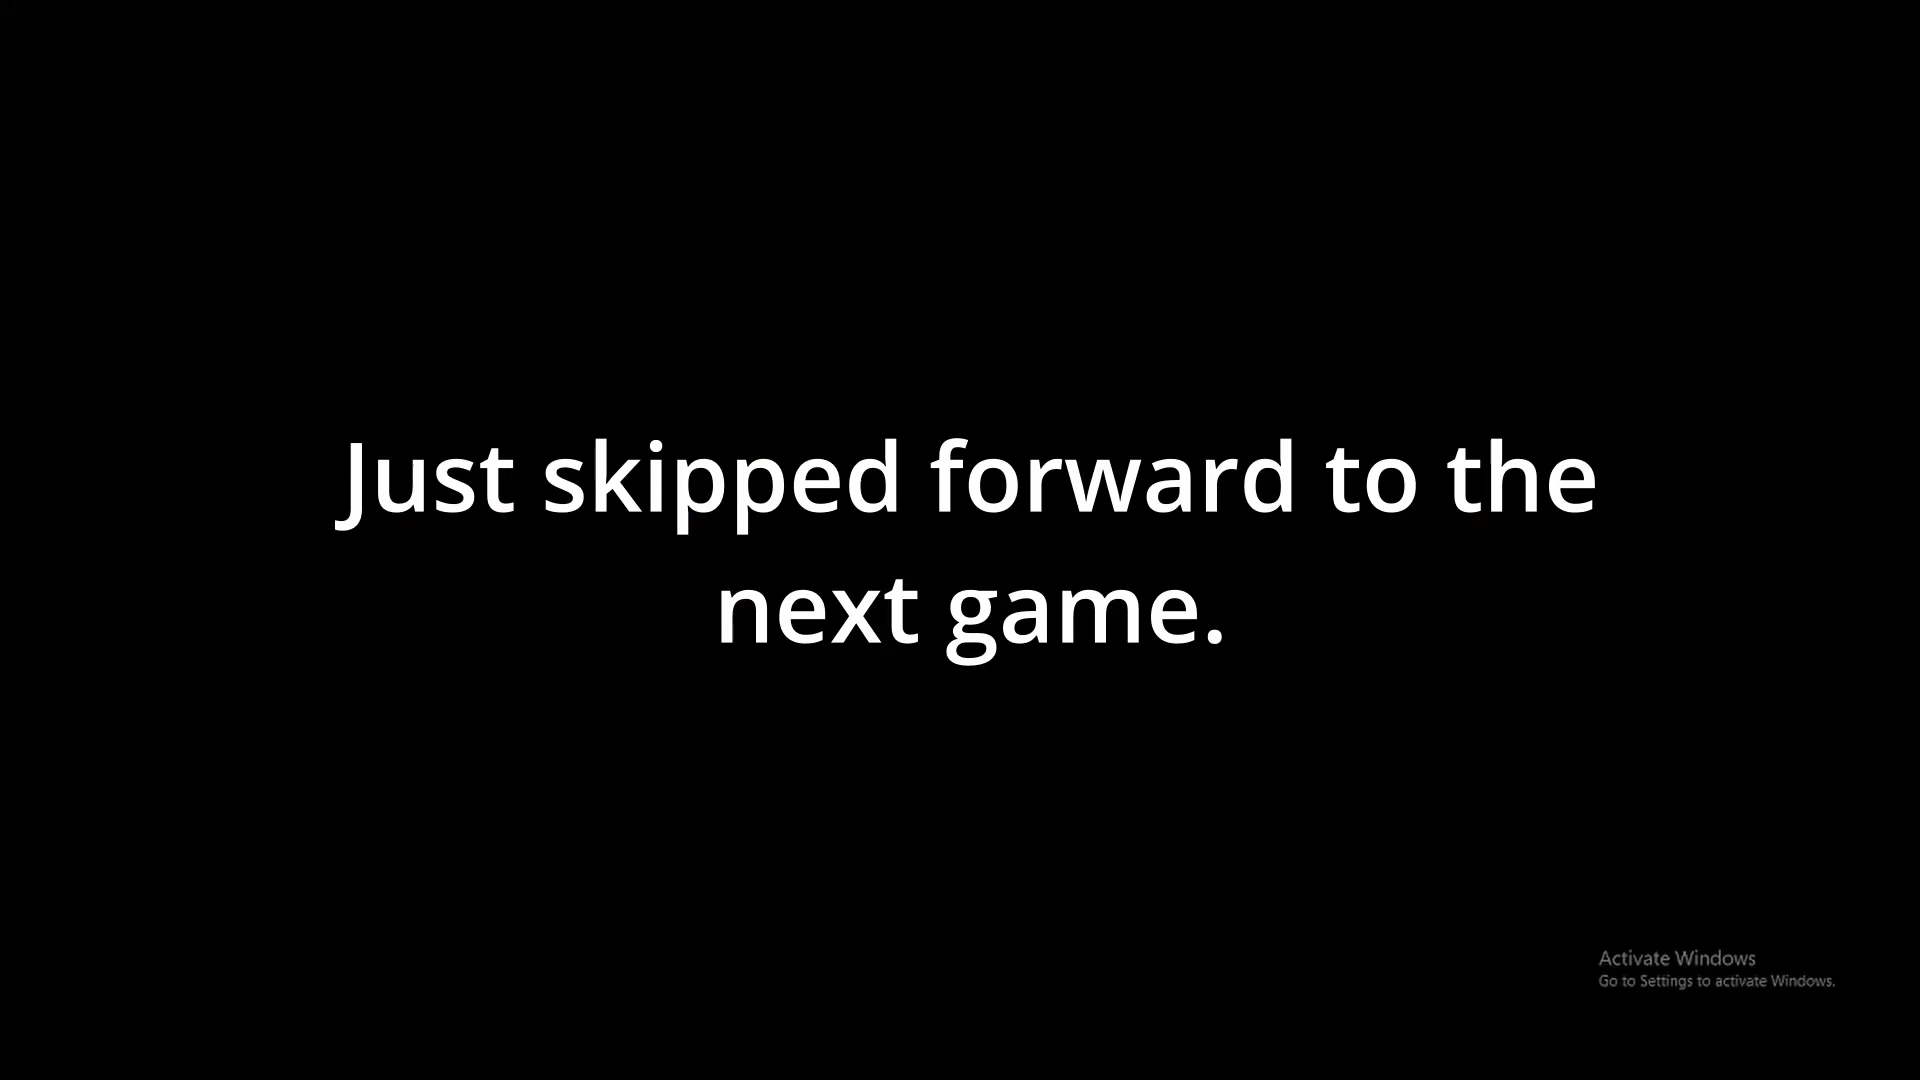 Just skipped forward to the
next game.
Activate Windows
Go to Settings to activate Windows.